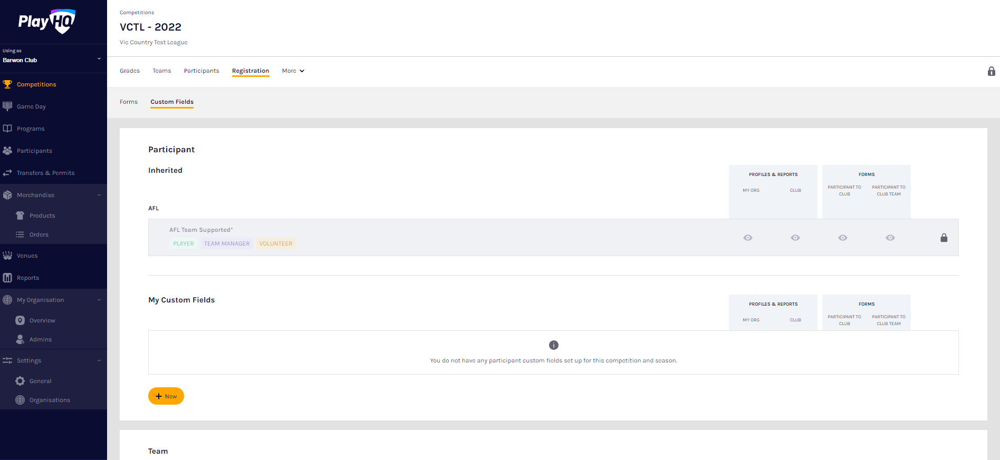 PlayHQ
Using as
Barwon Club
Competitions
Game Day
Programs
Participants
Transfers & Permits
Merchandise
Products
Orders
Venues
Reports
My Organisation
Overview
Admins
Settings
General
Organisations
Competitions
VCTL - 2022
Vic Country Test League
Grades Teams Participants Registration More
Forms Custom Fields
Participant
Inherited
PROFILES & REPORTS FORMS
MY ORG CLUB PARTICIPANT TO CLUB PARTICIPANT TO CLUB TEAM
AFL
AFL Team Supported*
PLAYER TEAM MANAGER VOLUNTEER
My Custom Fields
PROFILES & REPORTS FORMS
MY ORG CLUB PARTICIPANT TO CLUB PARTICIPANT TO CLUB TEAM
You do not have any participant custom fields set up for this competition and season.
+ New
Team